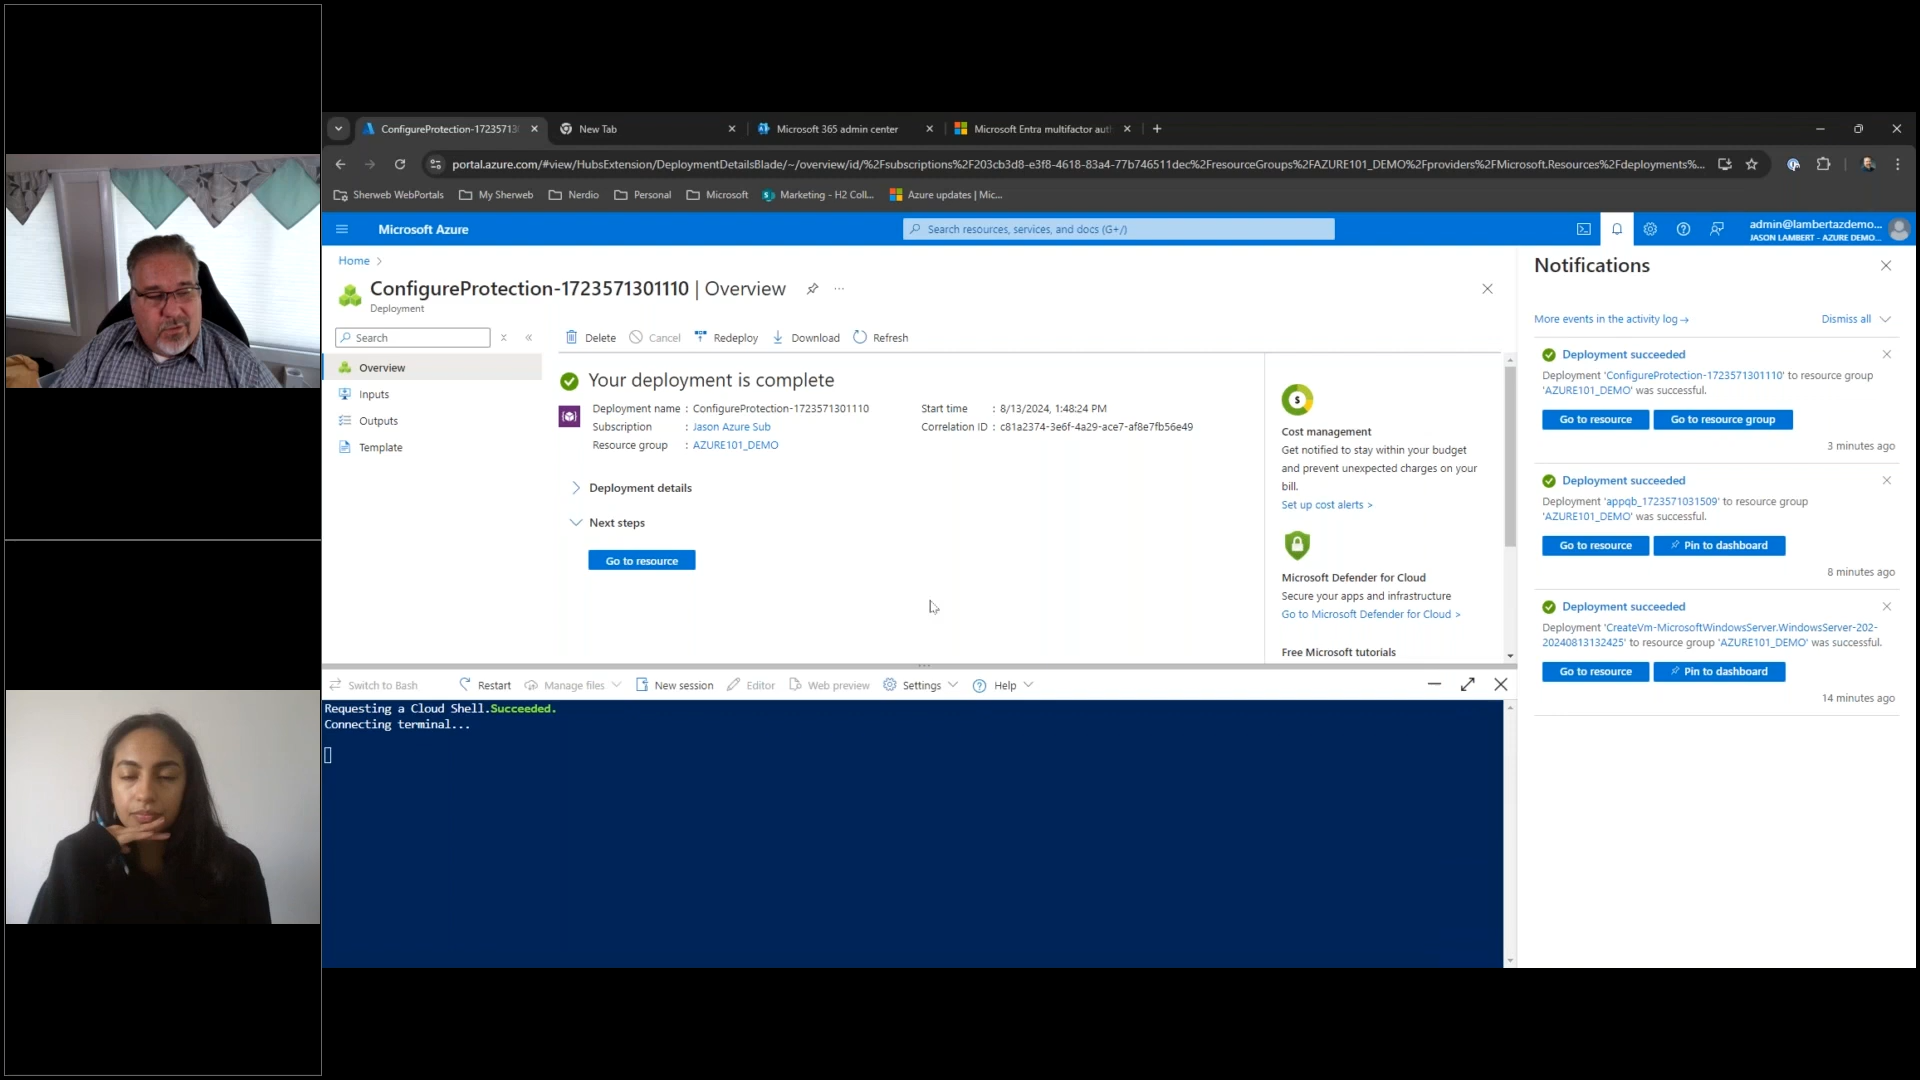 ConfigureProtection-17235713
New Tab
Microsoft 365 admin center
Microsoft Entra multifactor aut
portal.azure.com/#view/HubsExtension/DeploymentDetailsBlade/~/overview/id/%2Fsubscriptions%2F203cb3d8-e3f8-4618-83a4-77b746511dec%2FresourceGroups%2FAZURE101_DEMO%2Fproviders%2FMicrosoft.Resources%2Fdeployments%...
Sherweb WebPortals
My Sherweb
Nerdio
Personal
Microsoft
Marketing - H2 Coll...
Azure updates | Mic...
Microsoft Azure
Search resources, services, and docs (G+/)
admin@lambertazdemo...
JASON LAMBERT - AZURE DEMO...
Home
ConfigureProtection-1723571301110 | Overview
Deployment
Search
Overview
Inputs
Outputs
Template
Delete
Cancel
Redeploy
Download
Refresh
Your deployment is complete
Deployment name : ConfigureProtection-1723571301110
Subscription : Jason Azure Sub
Resource group : AZURE101_DEMO
Start time : 8/13/2024, 1:48:24 PM
Correlation ID : c81a2374-3e6f-4a29-ace7-af8e7fb56e49
Deployment details
Next steps
Go to resource
Cost management
Get notified to stay within your budget
and prevent unexpected charges on your
bill.
Set up cost alerts >
Microsoft Defender for Cloud
Secure your apps and infrastructure
Go to Microsoft Defender for Cloud >
Free Microsoft tutorials
Notifications
More events in the activity log →
Dismiss all
Deployment succeeded
Deployment 'ConfigureProtection-1723571301110' to resource group
'AZURE101_DEMO' was successful.
Go to resource
Go to resource group
3 minutes ago
Deployment succeeded
Deployment 'appqb_1723571031509' to resource group
'AZURE101_DEMO' was successful.
Go to resource
Pin to dashboard
8 minutes ago
Deployment succeeded
Deployment 'CreateVm-MicrosoftWindowsServer.WindowsServer-202-
20240813132425' to resource group 'AZURE101_DEMO' was successful.
Go to resource
Pin to dashboard
14 minutes ago
Switch to Bash
Restart
Manage files
New session
Editor
Web preview
Settings
Help
Requesting a Cloud Shell.Succeeded.
Connecting terminal...